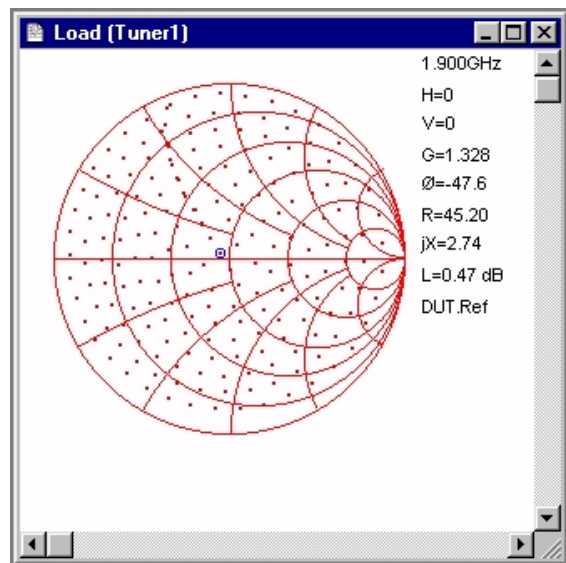 Load (Tuner1)
1.900GHz
H=0
V=0
G=1.328
Ø=-47.6
R=45.20
jX=2.74
L=0.47 dB
DUT.Ref